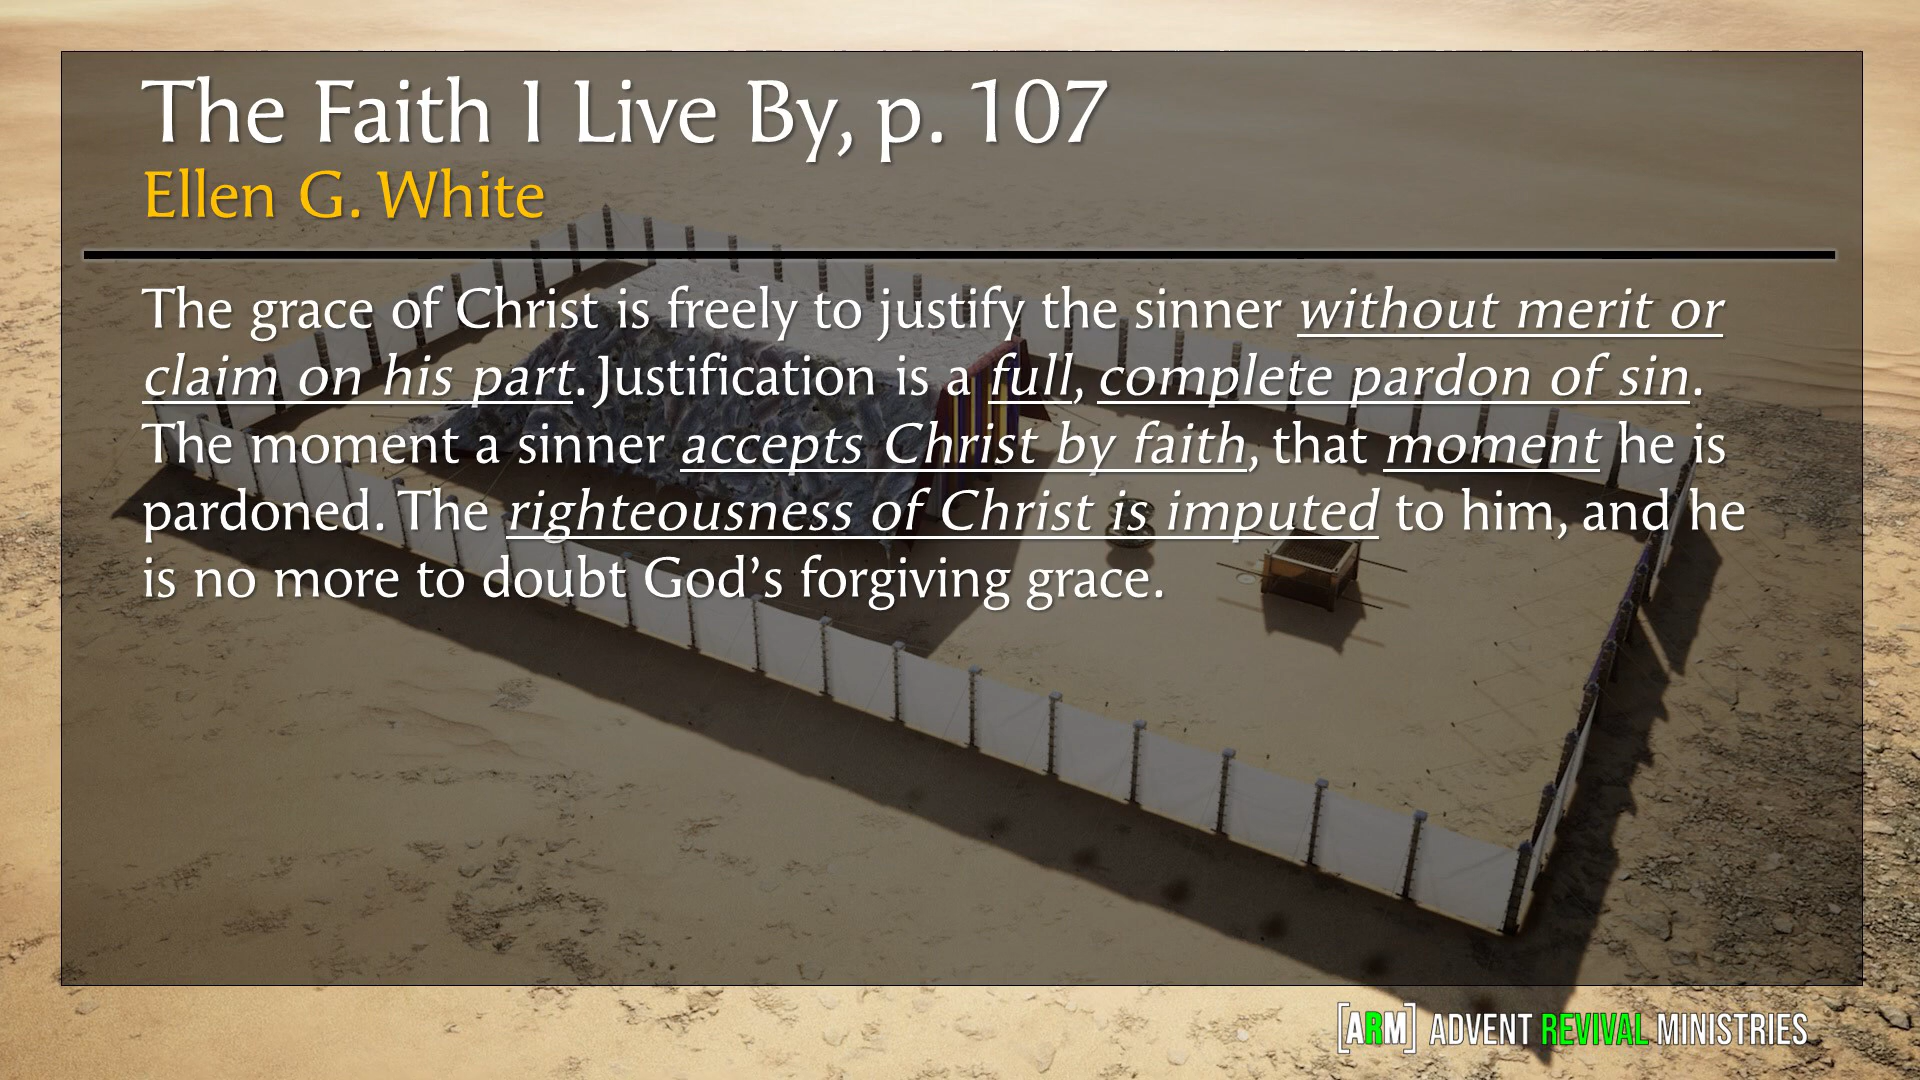 The Faith I Live By, p. 107
Ellen G. White
The grace of Christ is freely to justify the sinner without merit or
claim on his part. Justification is a full, complete pardon of sin.
The moment a sinner accepts Christ by faith, that moment he is
pardoned. The righteousness of Christ is imputed to him, and he
is no more to doubt God’s forgiving grace.
[ARM] ADVENT REVIVAL MINISTRIES